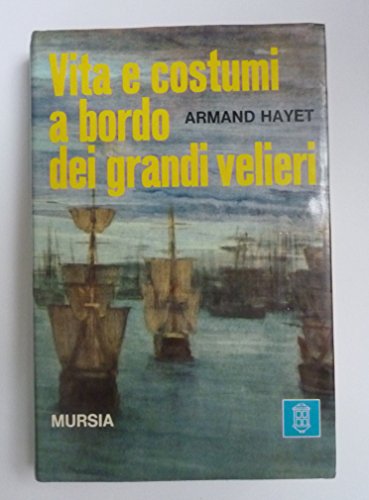 Vita e costumi
a bordo ARMAND HAYET
dei grandi velieri
MURSIA